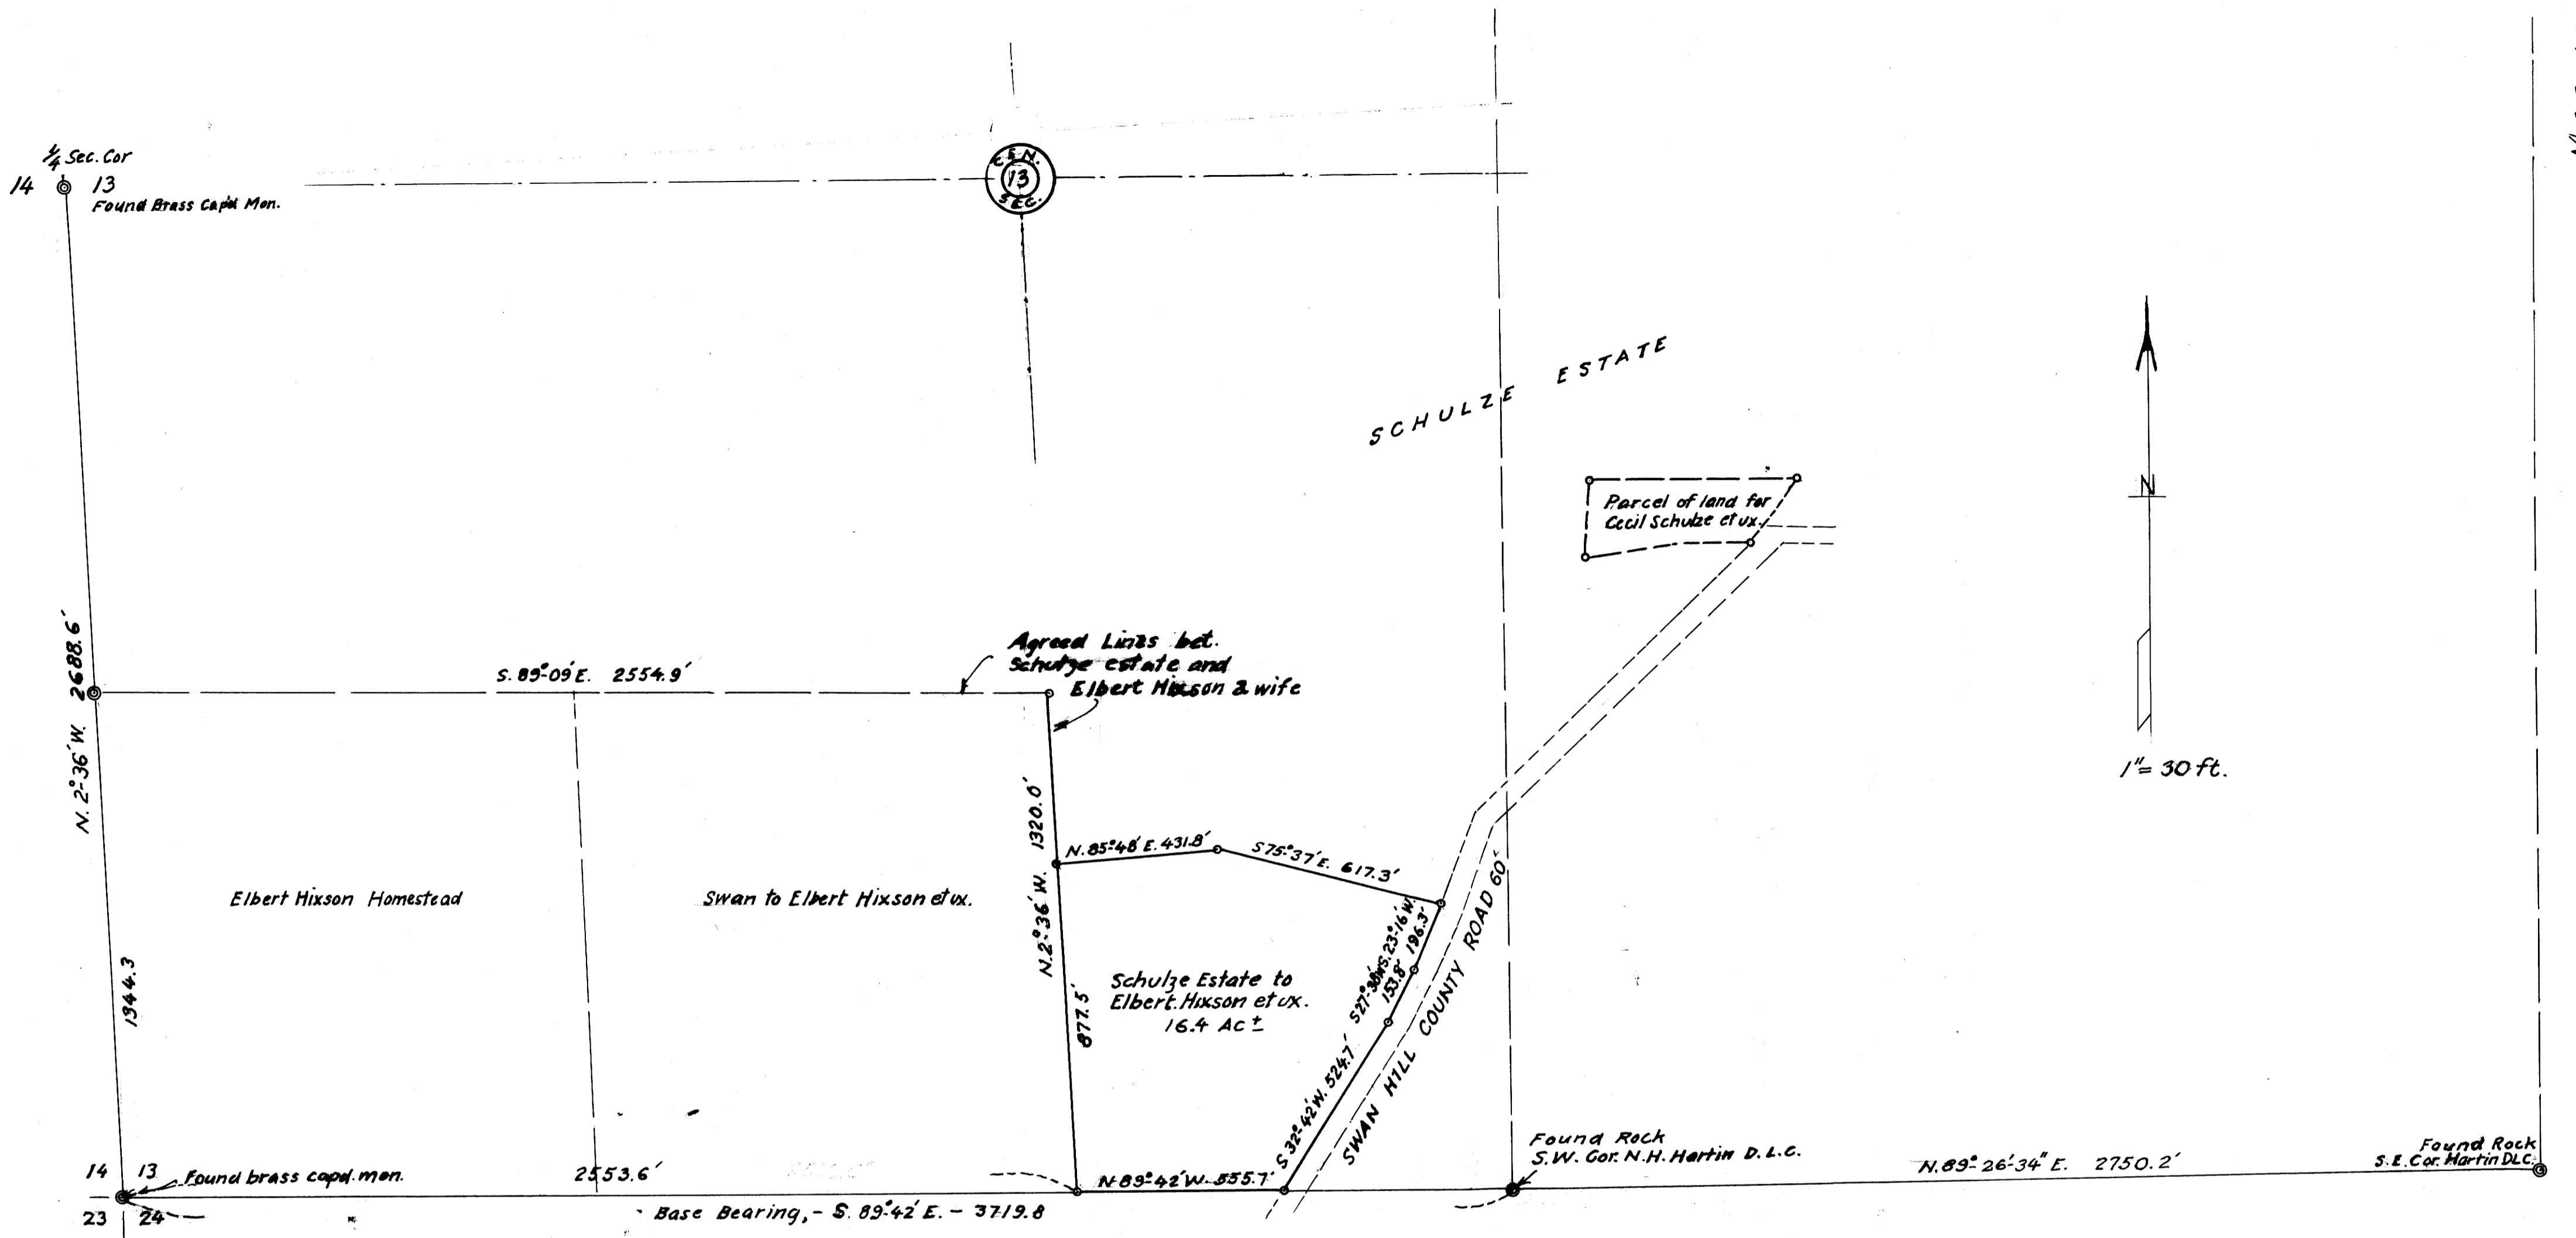 1/4 Sec. Cor
14 13
Found Brass Cap'd Mon.
CEN.
13
SEC.
SCHULZE ESTATE
Parcel of land for
Cecil Schulze et ux.
N
1"= 30 ft.
N. 2°-36' W. 2688.6'
S. 89°-09' E. 2554.9'
Agreed Lines bet.
Schulze estate and
Elbert Hixson & wife
N. 2°-36' W. 1320.0'
N. 85°-48' E. 431.8'
S 75°-37' E. 617.3'
Elbert Hixson Homestead
Swan to Elbert Hixson et ux.
Schulze Estate to
Elbert Hixson et ux.
16.4 Ac ±
1344.3
877.5'
S. 23°-16' W. 196.3'
S 27°-38' W. 153.8'
S 32°-42' W. 524.7'
SWAN HILL COUNTY ROAD 60'
Found Rock
S.W. Cor. N.H. Martin D.L.C.
N. 89°-26'-34" E. 2750.2'
Found Rock
S.E. Cor. Martin DLC.
14 13
Found brass capd. mon.
2553.6'
N 89°-42' W. 555.7'
23 24
Base Bearing, - S. 89°-42' E. - 3719.8